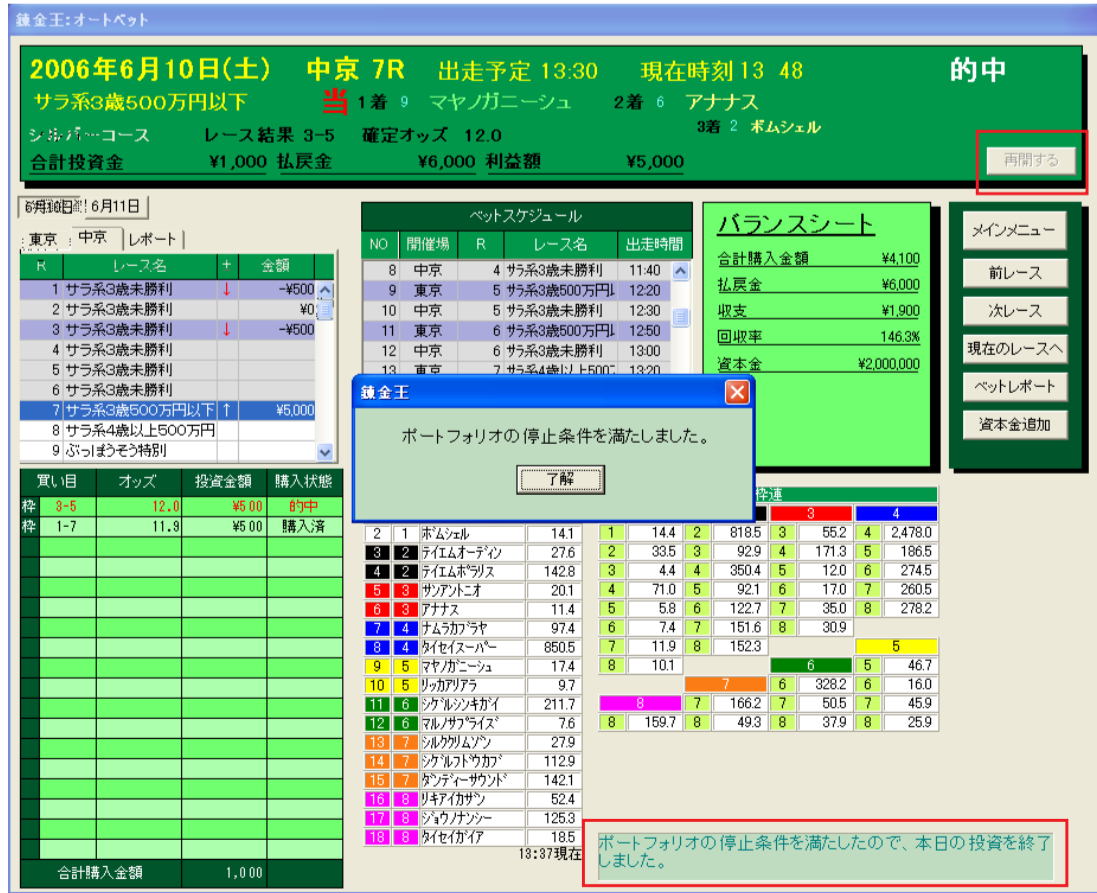 錬金王:オートベット
2006年6月10日(土) 中京 7R 出走予定 13:30 現在時刻 13 48 的中
サラ系3歳500万円以下 当 1着 9 マヤノガニーシュ 2着 6 アナナス
3着 2 ボムシェル
シルバーコース レース結果 3-5 確定オッズ 12.0
合計投資金 ¥1,000 払戻金 ¥6,000 利益額 ¥5,000
再開する
6月11日
東京 中京 レポート
R レース名 + 金額
1 サラ系3歳未勝利 ↓ -¥500
2 サラ系3歳未勝利 ¥0
3 サラ系3歳未勝利 ↓ -¥500
4 サラ系3歳未勝利
5 サラ系3歳未勝利
6 サラ系3歳未勝利
7 サラ系3歳500万円以下 ↑ ¥5,000
8 サラ系4歳以上500万円
9 ぶっぽうそう特別
ベットスケジュール
NO 開催場 R レース名 出走時間
8 中京 4 サラ系3歳未勝利 11:40
9 東京 5 サラ系3歳500万円以 12:20
10 中京 5 サラ系3歳未勝利 12:30
11 東京 6 サラ系3歳500万円以 12:50
12 中京 6 サラ系3歳未勝利 13:00
13 東京 7 サラ系4歳以上500万 13:20
バランスシート
合計購入金額 ¥4,100
払戻金 ¥6,000
収支 ¥1,900
回収率 146.3%
資本金 ¥2,000,000
メインメニュー
前レース
次レース
現在のレースへ
ベットレポート
資本金追加
錬金王
ポートフォリオの停止条件を満たしました。
了解
買い目 オッズ 投資金額 購入状態
枠 3-5 12.0 ¥500 的中
枠 1-7 11.9 ¥500 購入済
合計購入金額 1,000
2 1 ボムシェル 14.1
3 2 テイエムオーディン 27.6
4 2 テイエムポラリス 142.8
5 3 サンアントニオ 20.1
6 3 アナナス 11.4
7 4 ナムラカブラヤ 97.4
8 4 タイセイスーパー 850.5
9 5 マヤノガニーシュ 17.4
10 5 リッカアリアラ 9.7
11 6 シゲルシンキガイ 211.7
12 6 マルノサプライズ 7.6
13 7 シルククリムゾン 27.9
14 7 シゲルフドウカブ 112.9
15 7 ダンディーサウンド 142.1
16 8 リキアイカザン 52.4
17 8 ジョウノナンシー 125.3
18 8 タイセイガイア 18.5
13:37現在
枠連
3 4
1 14.4 2 818.5 3 55.2 4 2,478.0
2 33.5 3 92.9 4 171.3 5 186.5
3 4.4 4 350.4 5 12.0 6 274.5
4 71.0 5 92.1 6 17.0 7 260.5
5 5.8 6 122.7 7 35.0 8 278.2
6 7.4 7 151.6 8 30.9
7 11.9 8 152.3 5
8 10.1 6 5 46.7
7 6 328.2 6 16.0
8 7 166.2 7 50.5 7 45.9
8 159.7 8 49.3 8 37.9 8 25.9
ポートフォリオの停止条件を満たしたので、本日の投資を終了
しました。